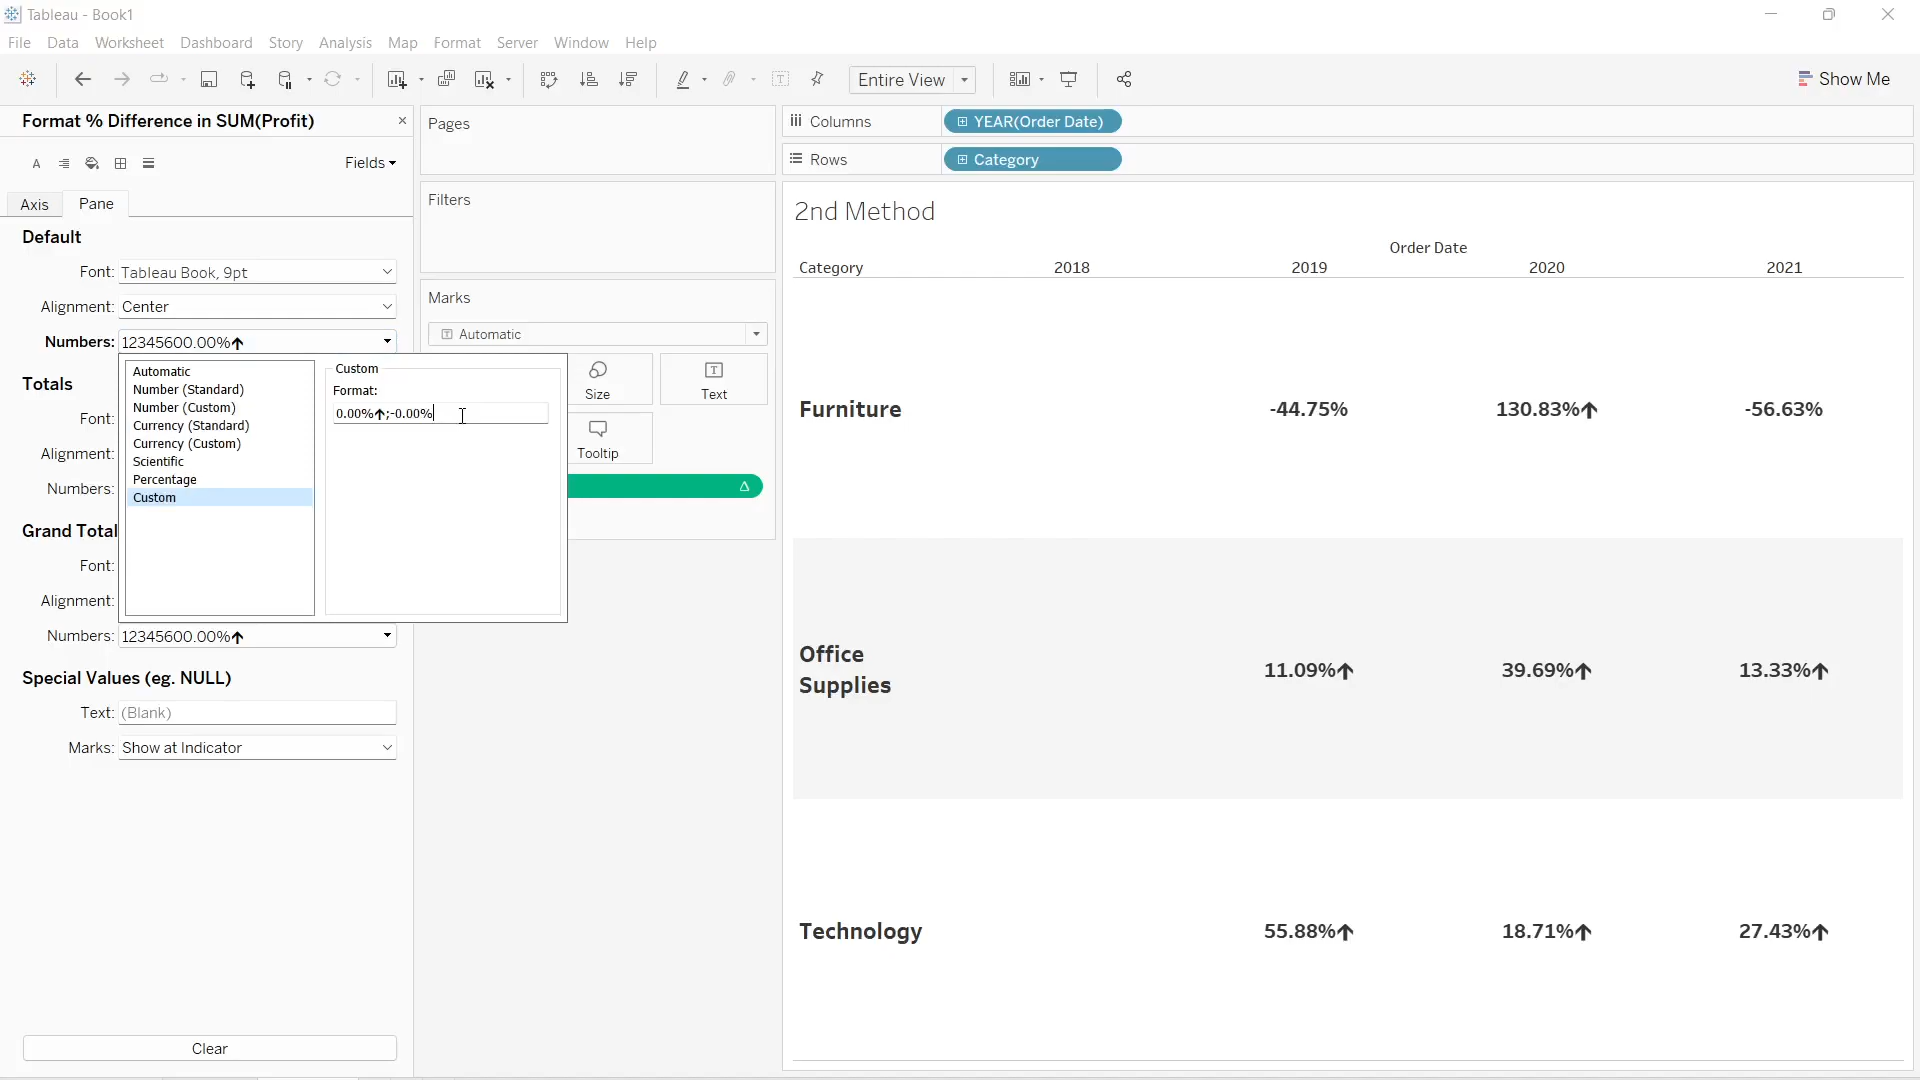 Tableau - Book1
File Data Worksheet Dashboard Story Analysis Map Format Server Window Help
Entire View
Show Me
Format % Difference in SUM(Profit)
Fields
Axis Pane
Default
Font: Tableau Book, 9pt
Alignment: Center
Numbers: 12345600.00%↑
Automatic
Number (Standard)
Number (Custom)
Currency (Standard)
Currency (Custom)
Scientific
Percentage
Custom
Custom
Format:
0.00%↑;-0.00%
Totals
Font:
Alignment:
Numbers:
Grand Total
Font:
Alignment:
Numbers: 12345600.00%↑
Special Values (eg. NULL)
Text: (Blank)
Marks: Show at Indicator
Clear
Pages
Filters
Marks
Automatic
Size Text
Tooltip
Columns YEAR(Order Date)
Rows Category
2nd Method
Order Date
Category 2018 2019 2020 2021
Furniture -44.75% 130.83%↑ -56.63%
Office
Supplies 11.09%↑ 39.69%↑ 13.33%↑
Technology 55.88%↑ 18.71%↑ 27.43%↑